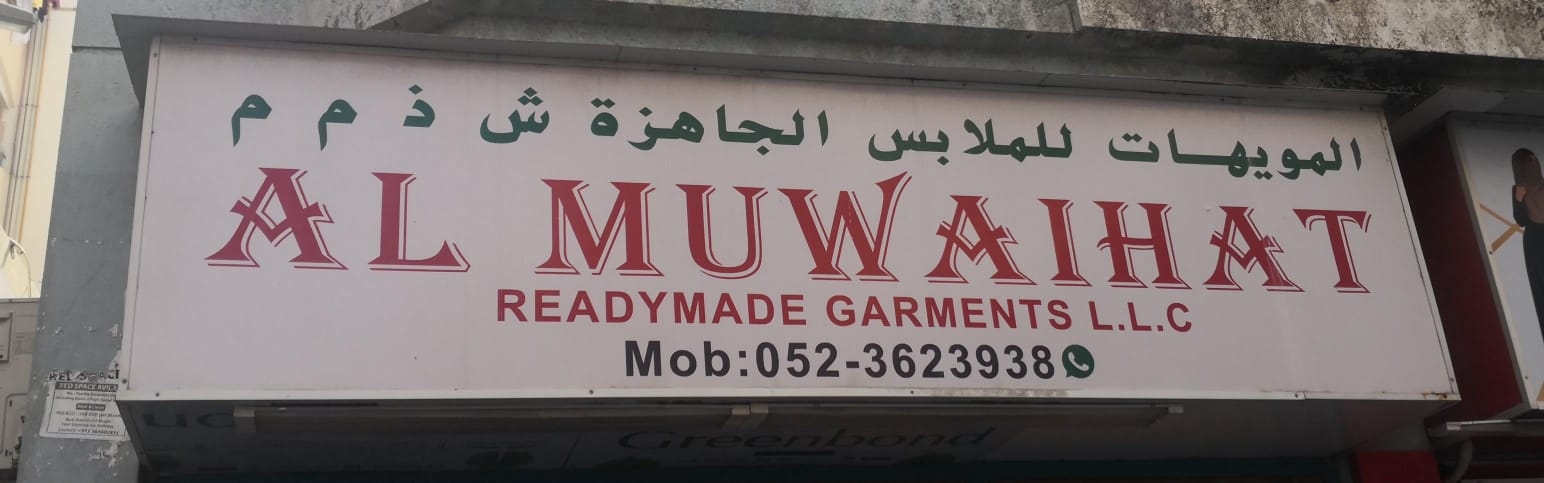 المويهات للملابس الجاهزة ش ذ م م
AL MUWAIHAT
READYMADE GARMENTS L.L.C
Mob:052-3623938
Greenbond